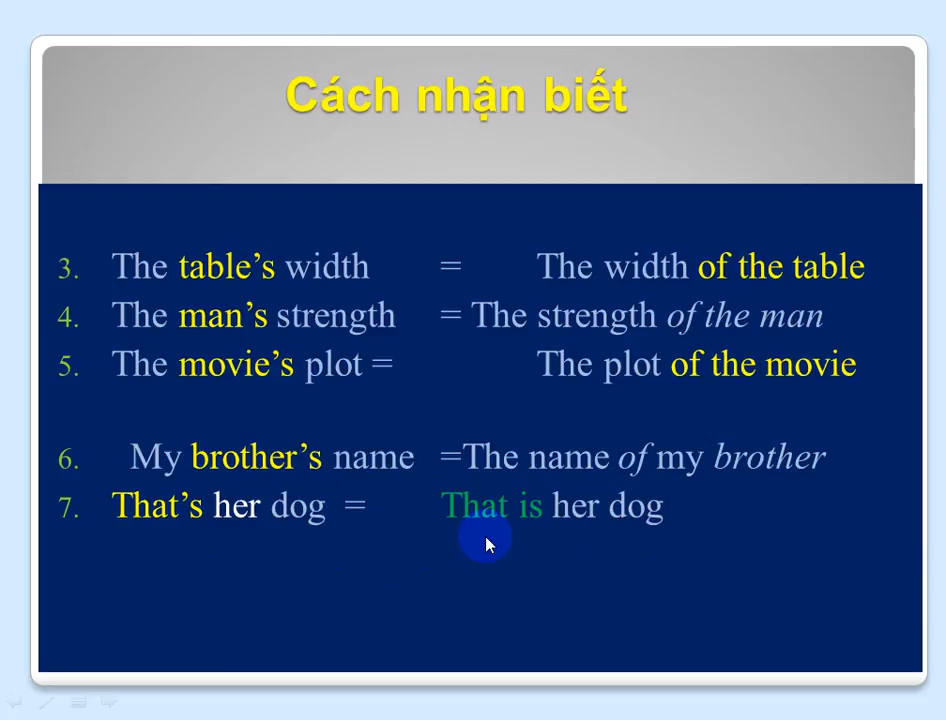 Cách nhận biết
3. The table’s width = The width of the table
4. The man’s strength = The strength of the man
5. The movie’s plot = The plot of the movie
6. My brother’s name =The name of my brother
7. That’s her dog = That is her dog